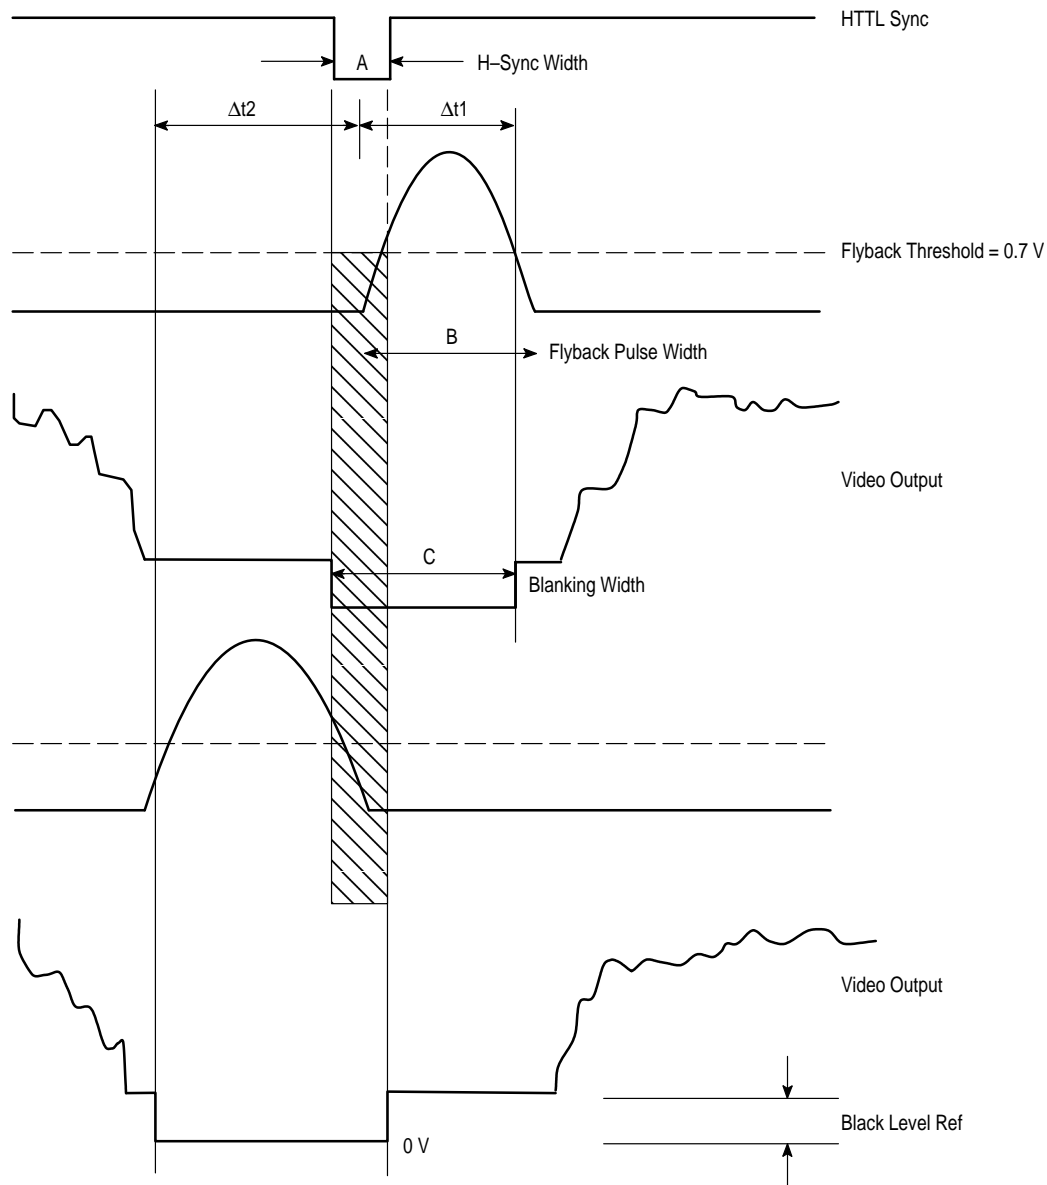 HTTL Sync
A
H–Sync Width
Δt2
Δt1
Flyback Threshold = 0.7 V
B
Flyback Pulse Width
Video Output
C
Blanking Width
Video Output
Black Level Ref
0 V